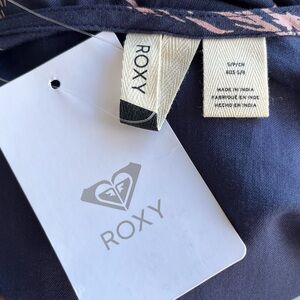 ROXY
S/P/CH
ROXY
MADE IN INDIA
FABRIQUÉ EN INDE
HECHO EN INDIA